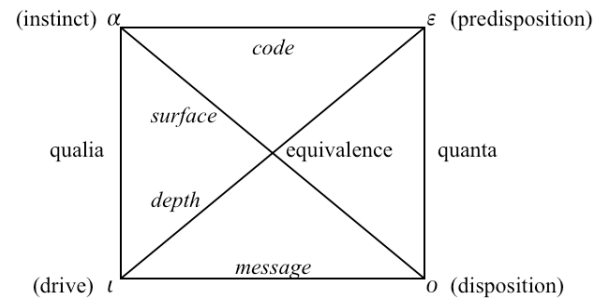 (instinct) α ε (predisposition)
code
surface
qualia equivalence quanta
depth
message
(drive) ι ο (disposition)